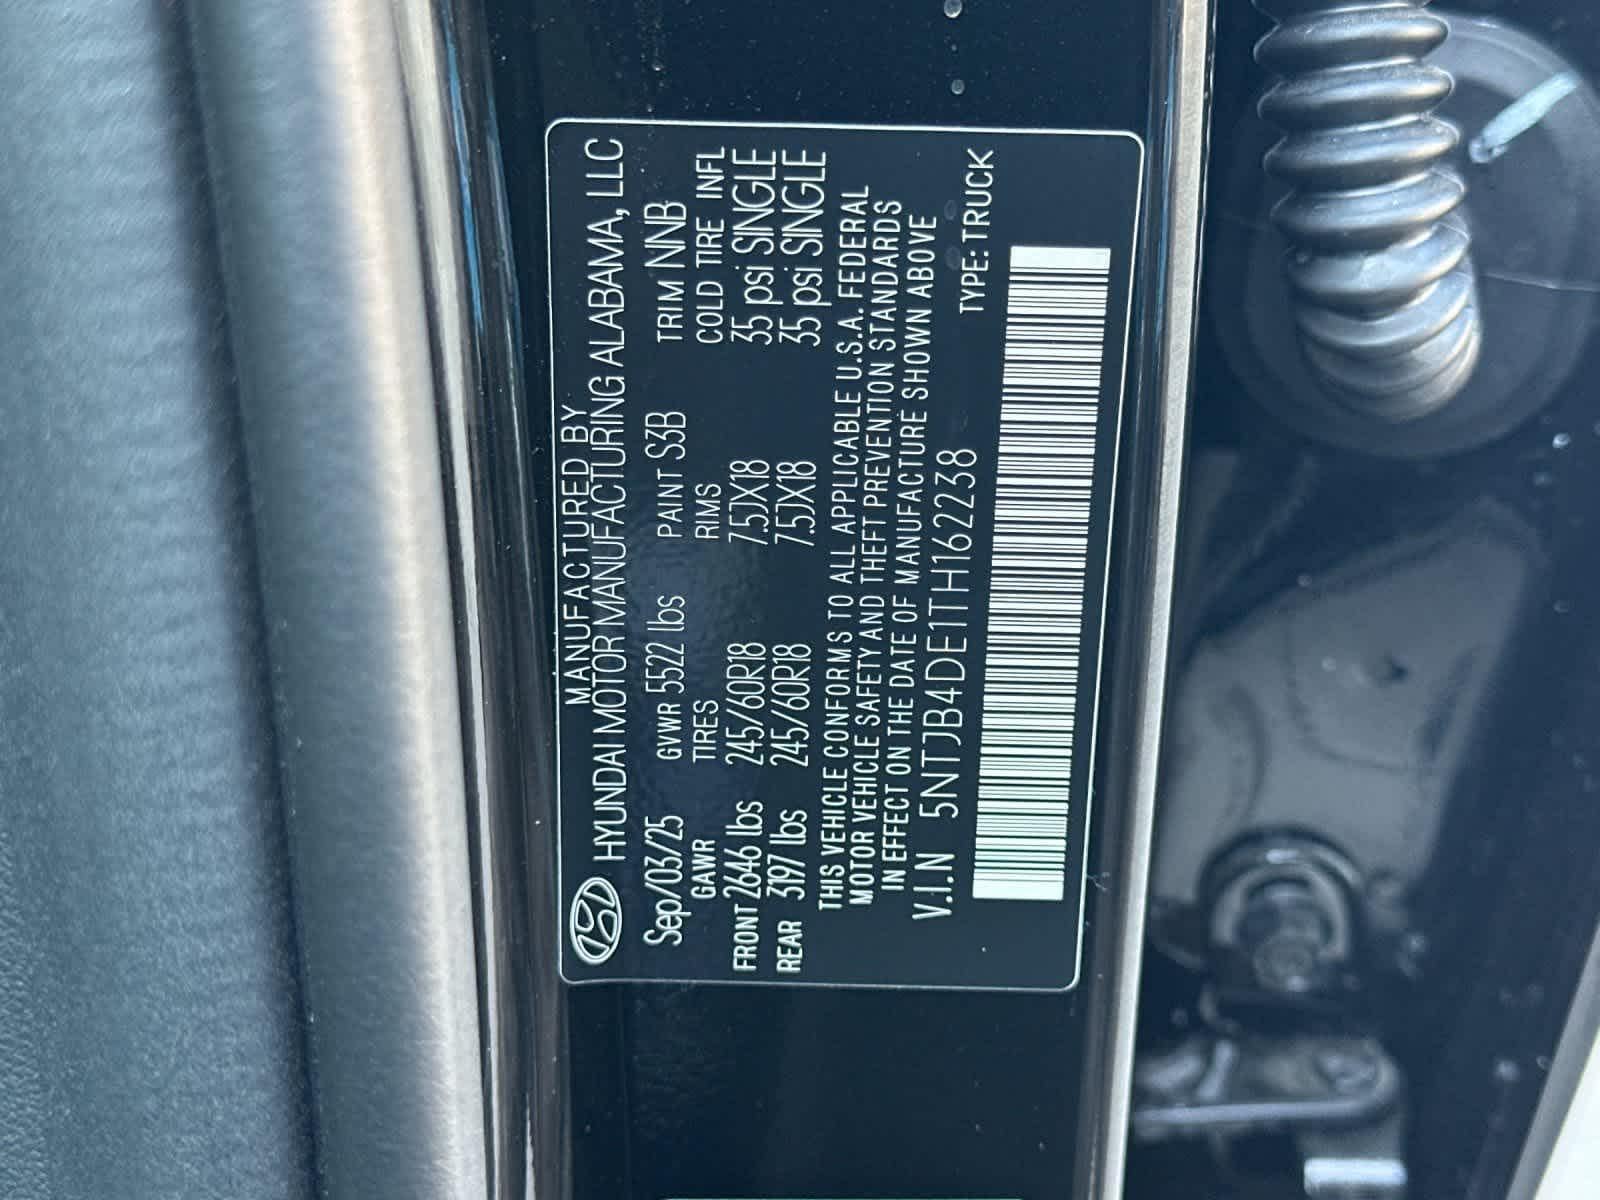 MANUFACTURED BY
HYUNDAI MOTOR MANUFACTURING ALABAMA, LLC
Sep/03/25 GVWR 5522 lbs PAINT S3B TRIM NNB
GAWR TIRES RIMS COLD TIRE INFL
FRONT 2646 lbs 245/60R18 7.5JX18 35 psi SINGLE
REAR 3197 lbs 245/60R18 7.5JX18 35 psi SINGLE
THIS VEHICLE CONFORMS TO ALL APPLICABLE U.S.A. FEDERAL
MOTOR VEHICLE SAFETY AND THEFT PREVENTION STANDARDS
IN EFFECT ON THE DATE OF MANUFACTURE SHOWN ABOVE
V.I.N 5NTJB4DE1TH162238 TYPE: TRUCK